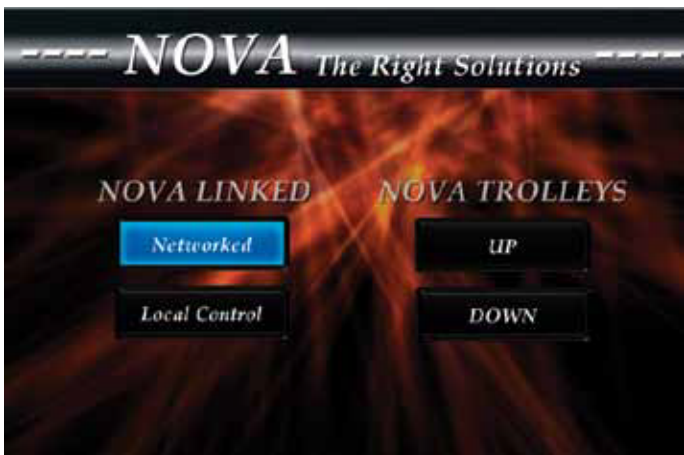 NOVA The Right Solutions
NOVA LINKED
Networked
Local Control
NOVA TROLLEYS
UP
DOWN